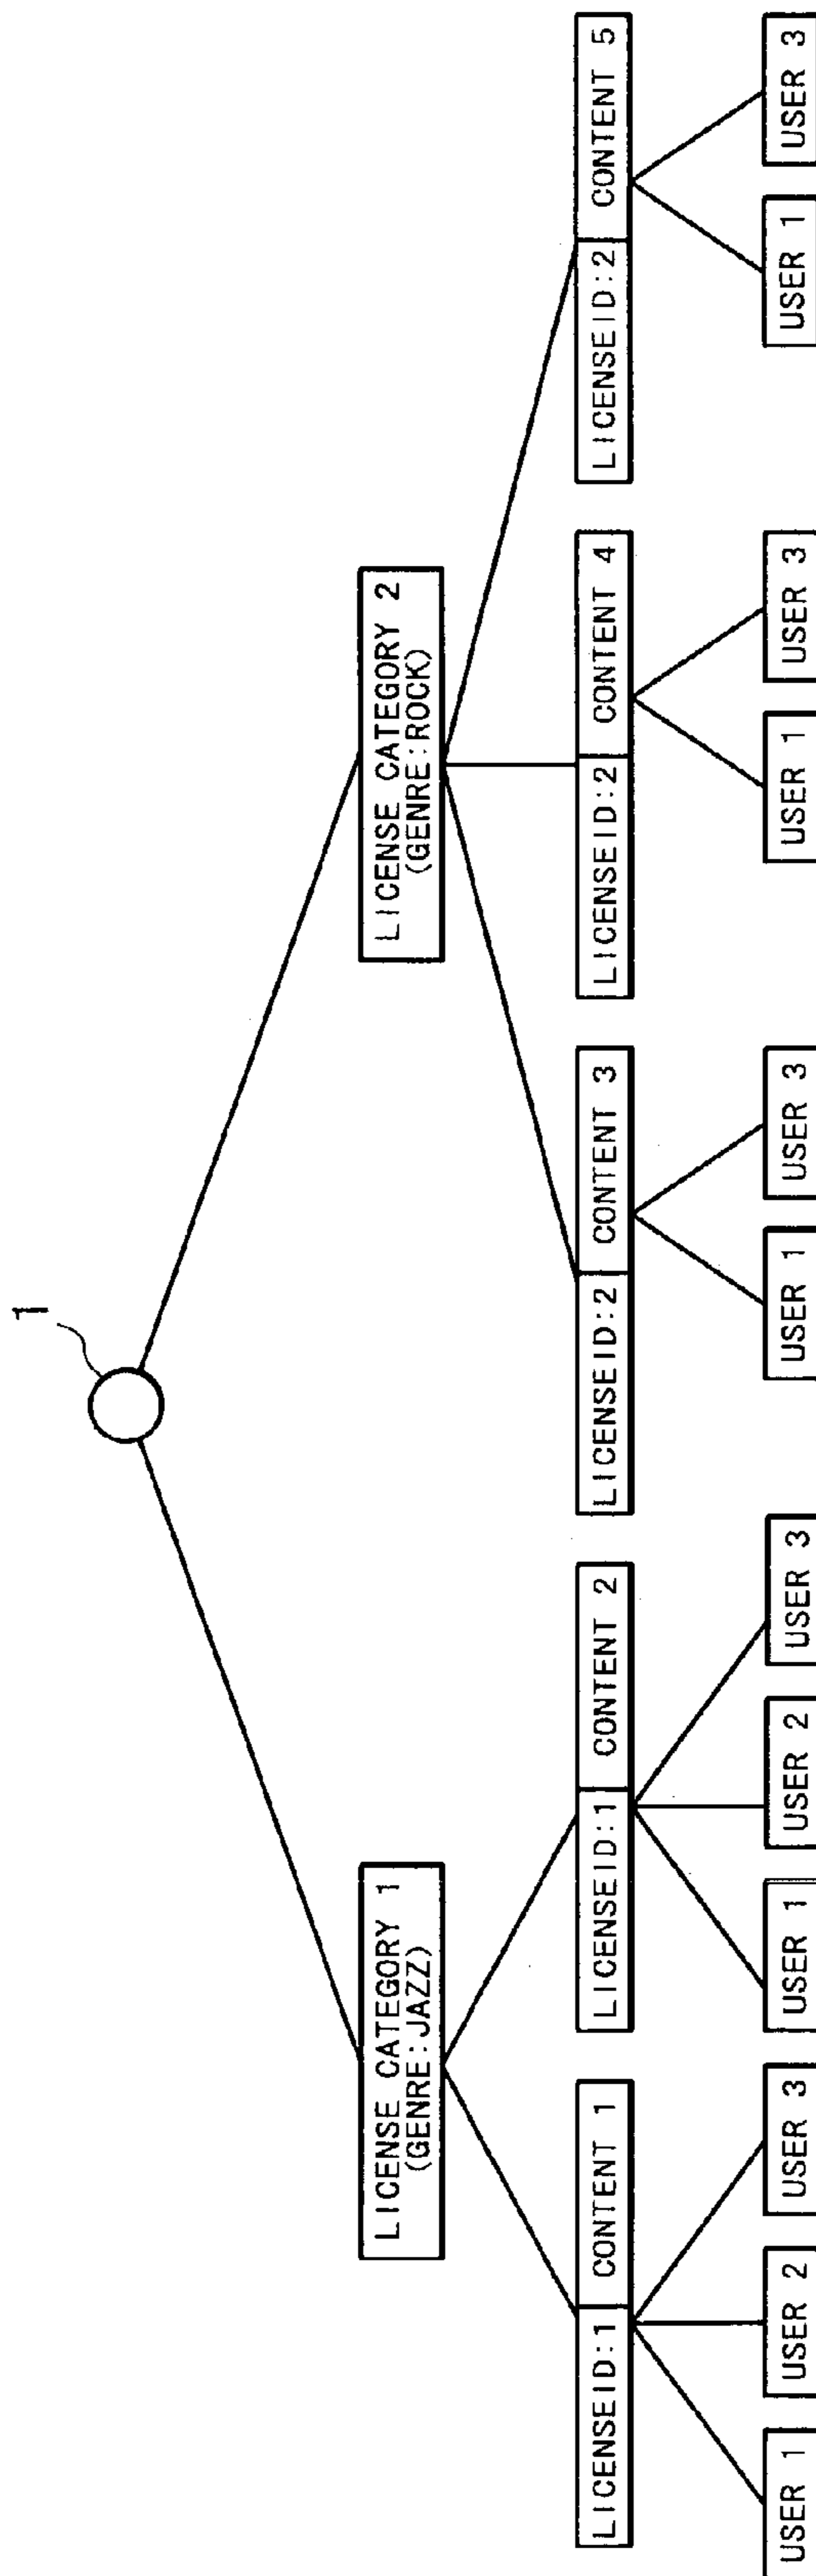 1
LICENSE CATEGORY 1
(GENRE:JAZZ)
LICENSE CATEGORY 2
(GENRE:ROCK)
LICENSEID:1 CONTENT 1
LICENSEID:1 CONTENT 2
LICENSEID:2 CONTENT 3
LICENSEID:2 CONTENT 4
LICENSEID:2 CONTENT 5
USER 1
USER 2
USER 3
USER 1
USER 2
USER 3
USER 1
USER 3
USER 1
USER 3
USER 1
USER 3